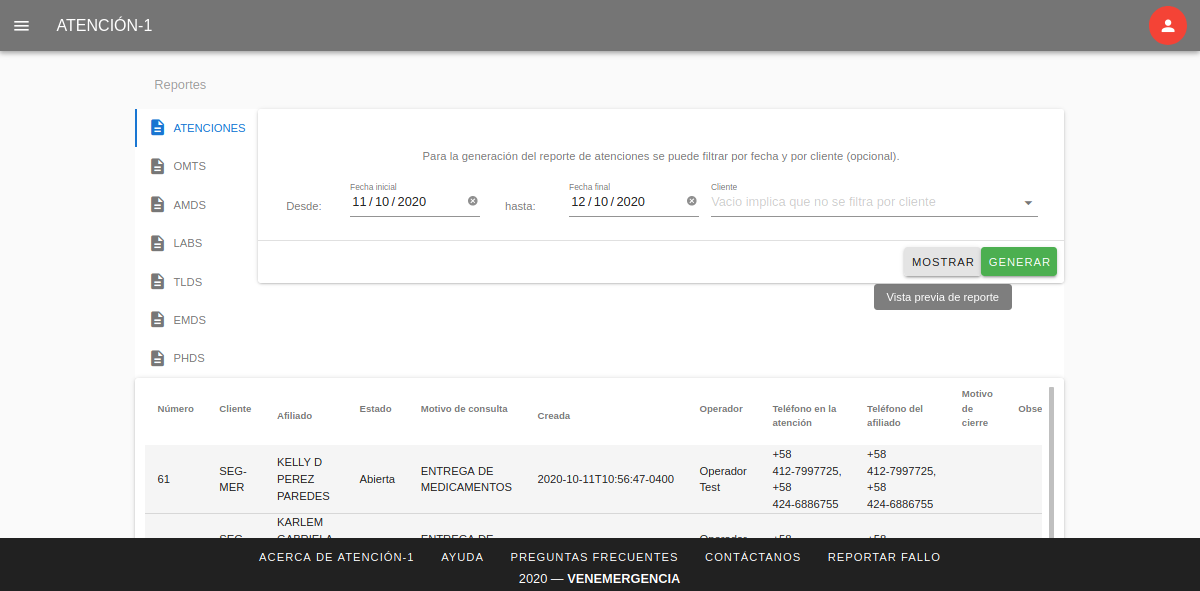 ATENCIÓN-1
Reportes
ATENCIONES
OMTS
AMDS
LABS
TLDS
EMDS
PHDS
Para la generación del reporte de atenciones se puede filtrar por fecha y por cliente (opcional).
Desde:
Fecha inicial
11/10/2020
hasta:
Fecha final
12/10/2020
Cliente
Vacio implica que no se filtra por cliente
MOSTRAR
GENERAR
Vista previa de reporte
Número
Cliente
Afiliado
Estado
Motivo de consulta
Creada
Operador
Teléfono en la
atención
Teléfono del
afiliado
Motivo
de
cierre
Obse
61
SEG-
MER
KELLY D
PEREZ
PAREDES
Abierta
ENTREGA DE
MEDICAMENTOS
2020-10-11T10:56:47-0400
Operador
Test
+58
412-7997725,
+58
424-6886755
+58
412-7997725,
+58
424-6886755
KARLEM
GABRIELA
SEG-
ENTREGA DE
Operador
+58
+58
ACERCA DE ATENCIÓN-1
AYUDA
PREGUNTAS FRECUENTES
CONTÁCTANOS
REPORTAR FALLO
2020 — VENEMERGENCIA